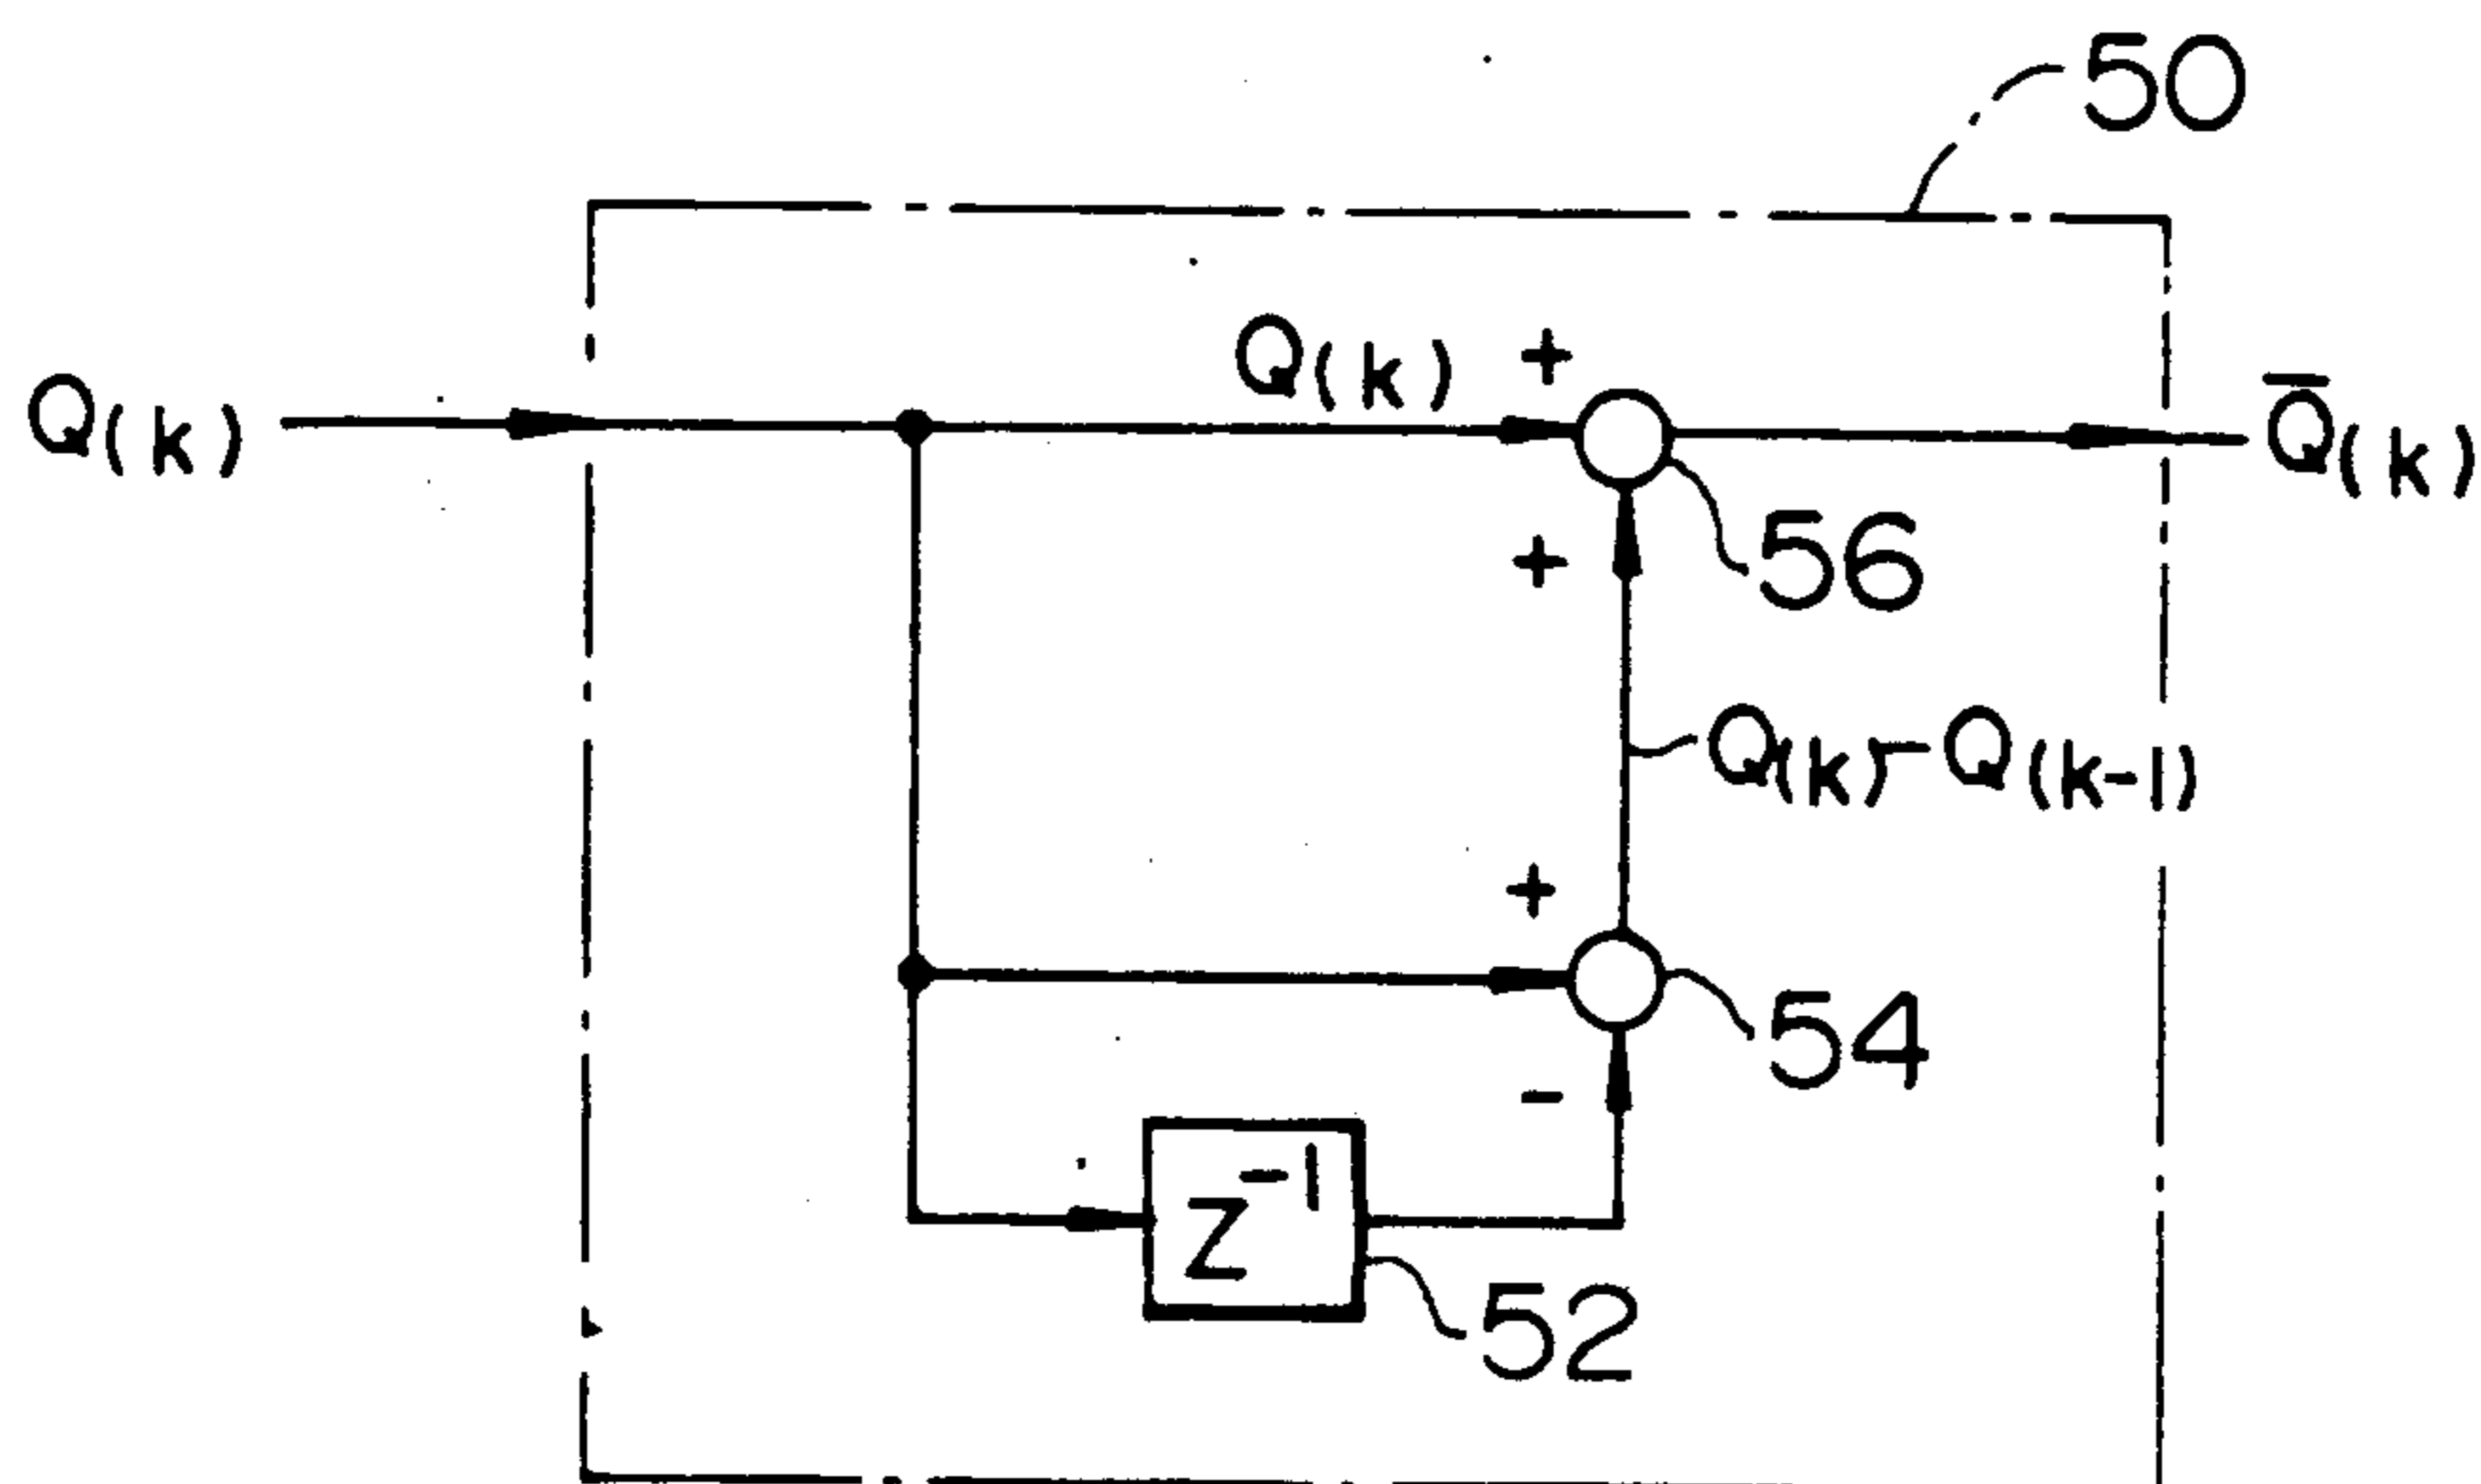 50
Q(k)
Q(k)
+
Q̅(k)
+
56
Q(k)-Q(k-1)
+
54
-
Z⁻¹
52